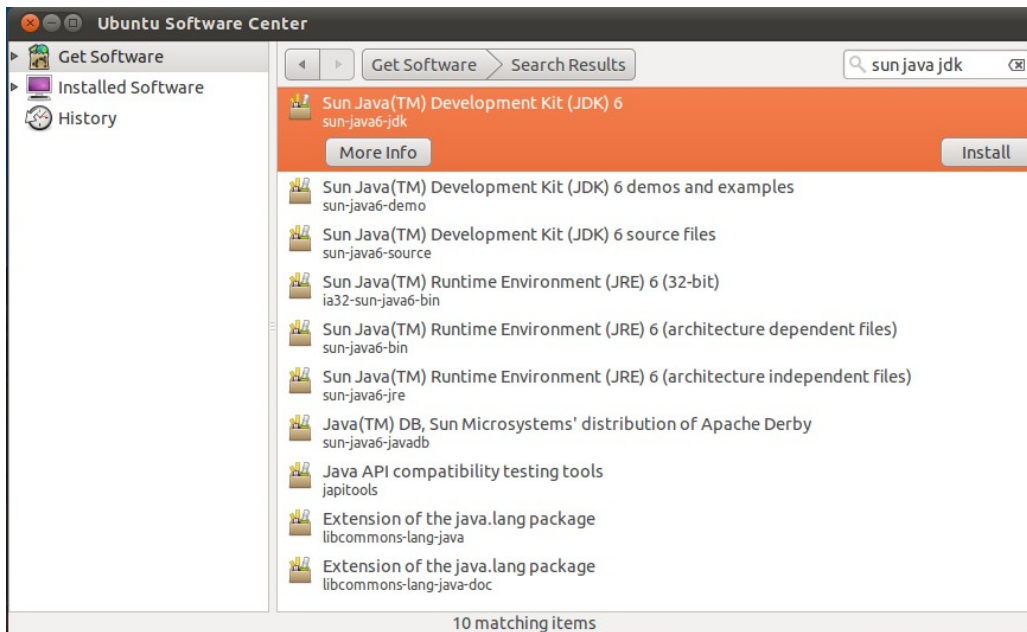 Ubuntu Software Center
Get Software
Installed Software
History
Get Software Search Results
sun java jdk
Sun Java(TM) Development Kit (JDK) 6
sun-java6-jdk
More Info Install
Sun Java(TM) Development Kit (JDK) 6 demos and examples
sun-java6-demo
Sun Java(TM) Development Kit (JDK) 6 source files
sun-java6-source
Sun Java(TM) Runtime Environment (JRE) 6 (32-bit)
ia32-sun-java6-bin
Sun Java(TM) Runtime Environment (JRE) 6 (architecture dependent files)
sun-java6-bin
Sun Java(TM) Runtime Environment (JRE) 6 (architecture independent files)
sun-java6-jre
Java(TM) DB, Sun Microsystems' distribution of Apache Derby
sun-java6-javadb
Java API compatibility testing tools
japitools
Extension of the java.lang package
libcommons-lang-java
Extension of the java.lang package
libcommons-lang-java-doc
10 matching items